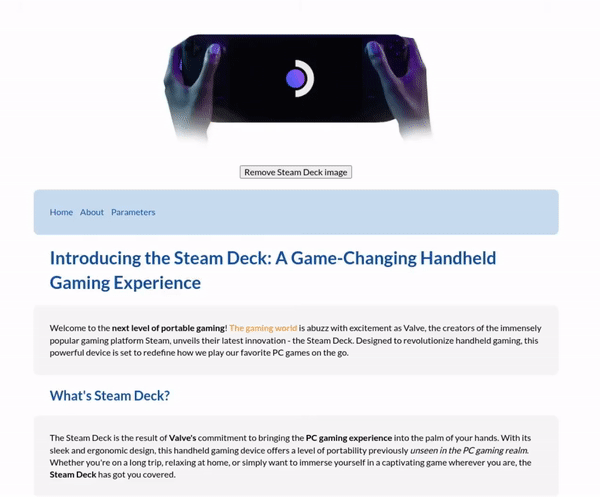 Remove Steam Deck image
Home About Parameters
Introducing the Steam Deck: A Game-Changing Handheld
Gaming Experience
Welcome to the next level of portable gaming! The gaming world is abuzz with excitement as Valve, the creators of the immensely
popular gaming platform Steam, unveils their latest innovation - the Steam Deck. Designed to revolutionize handheld gaming, this
powerful device is set to redefine how we play our favorite PC games on the go.
What's Steam Deck?
The Steam Deck is the result of Valve's commitment to bringing the PC gaming experience into the palm of your hands. With its
sleek and ergonomic design, this handheld gaming device offers a level of portability previously unseen in the PC gaming realm.
Whether you're on a long trip, relaxing at home, or simply want to immerse yourself in a captivating game wherever you are, the
Steam Deck has got you covered.